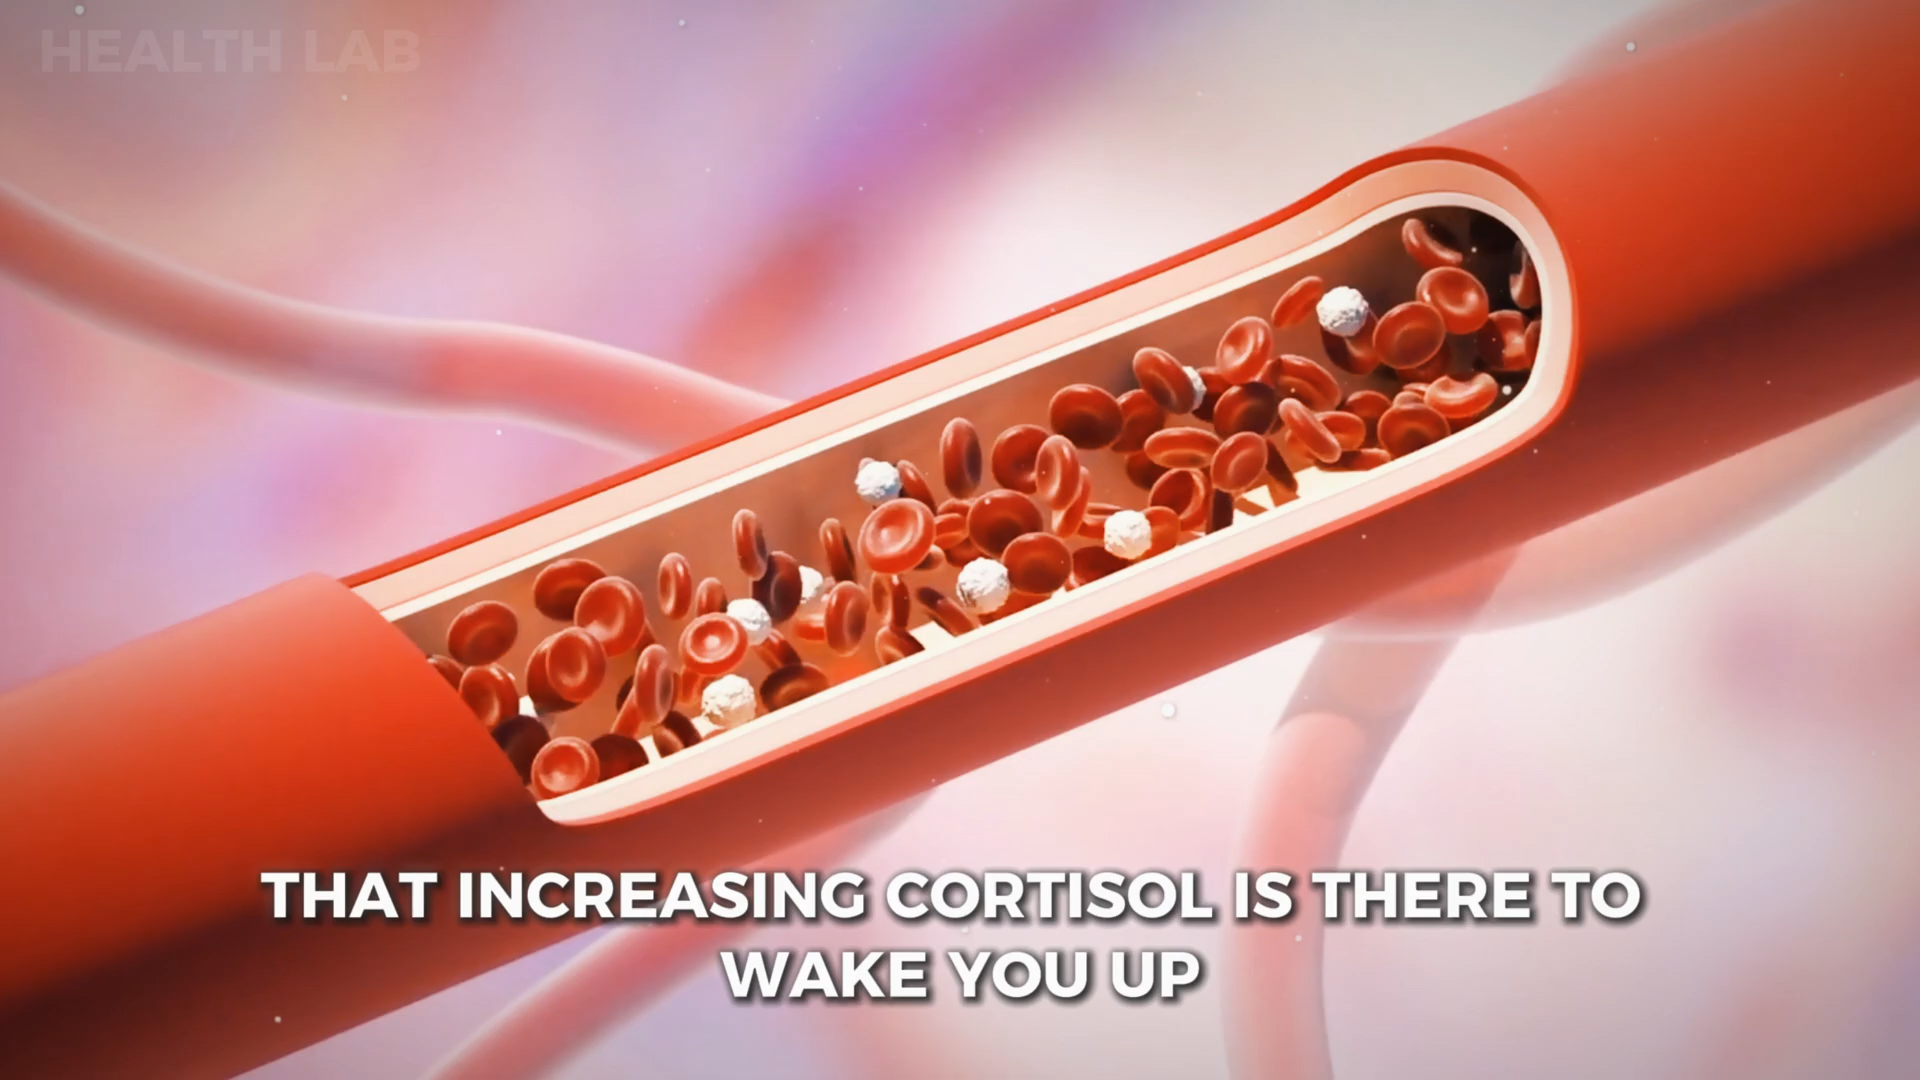 HEALTH LAB
THAT INCREASING CORTISOL IS THERE TO
WAKE YOU UP